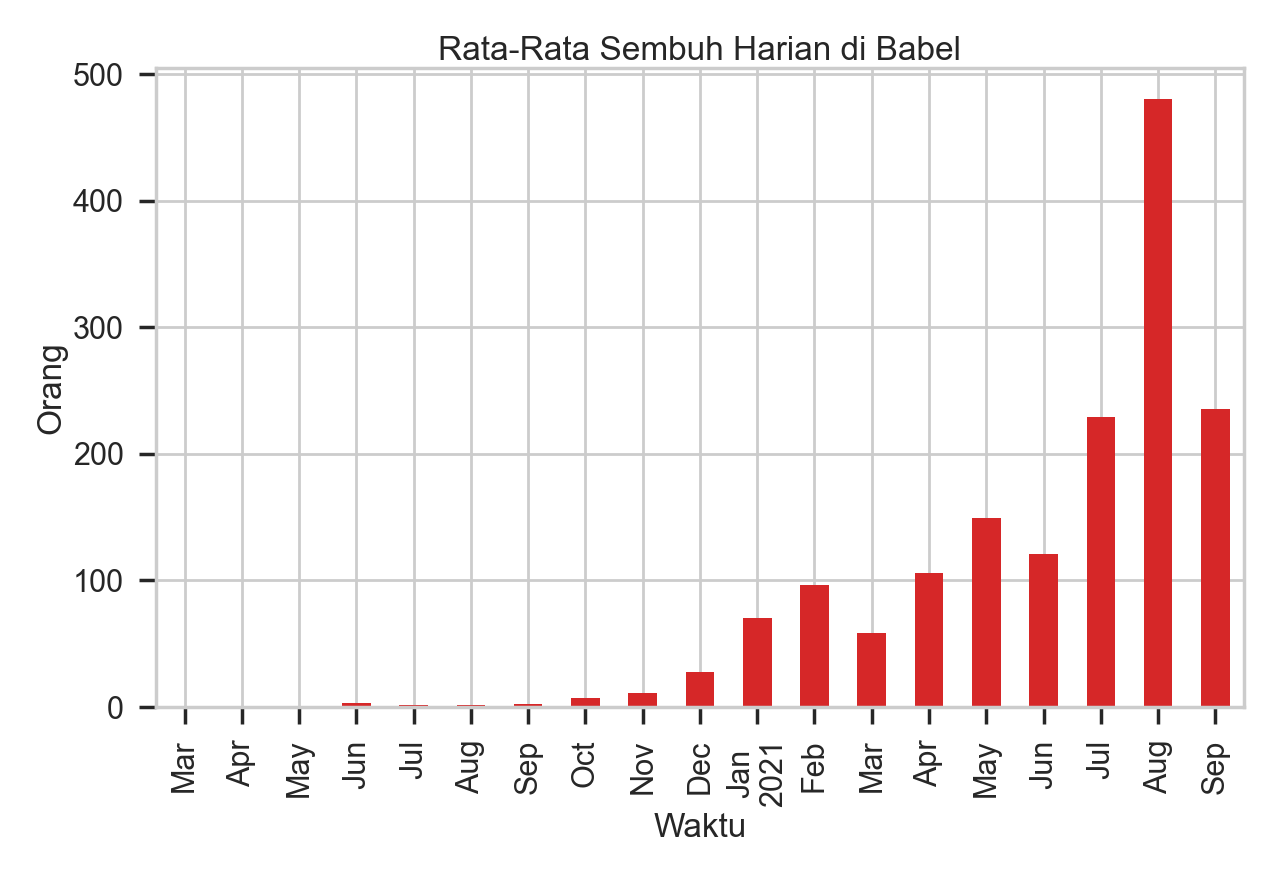 Rata-Rata Sembuh Harian di Babel
500
400
300
200
100
0
Orang
Mar
Apr
May
Jun
Jul
Aug
Sep
Oct
Nov
Dec
Jan
2021
Feb
Mar
Apr
May
Jun
Jul
Aug
Sep
Waktu